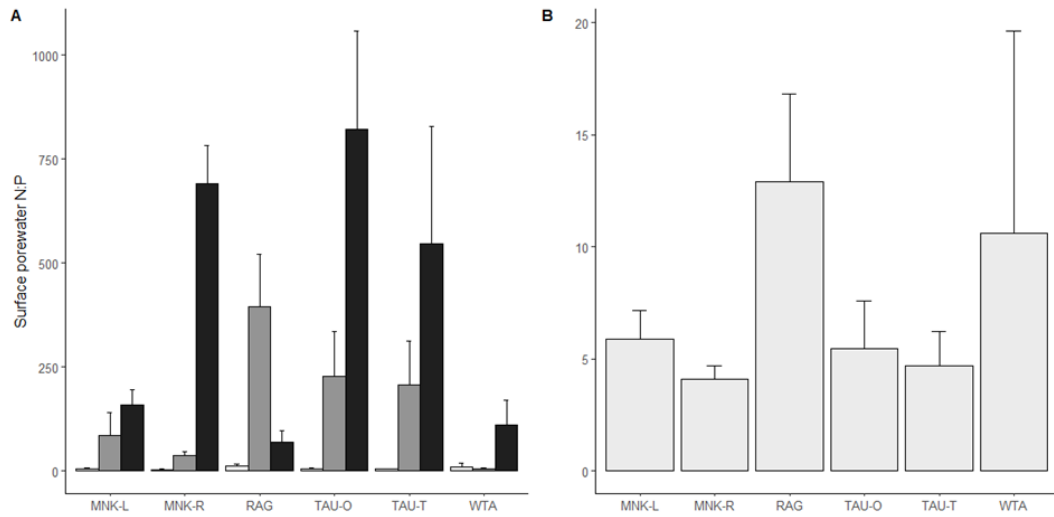 A
B
Surface porewater N:P
1000
750
500
250
0
MNK-L MNK-R RAG TAU-O TAU-T WTA
20
15
10
5
0
MNK-L MNK-R RAG TAU-O TAU-T WTA